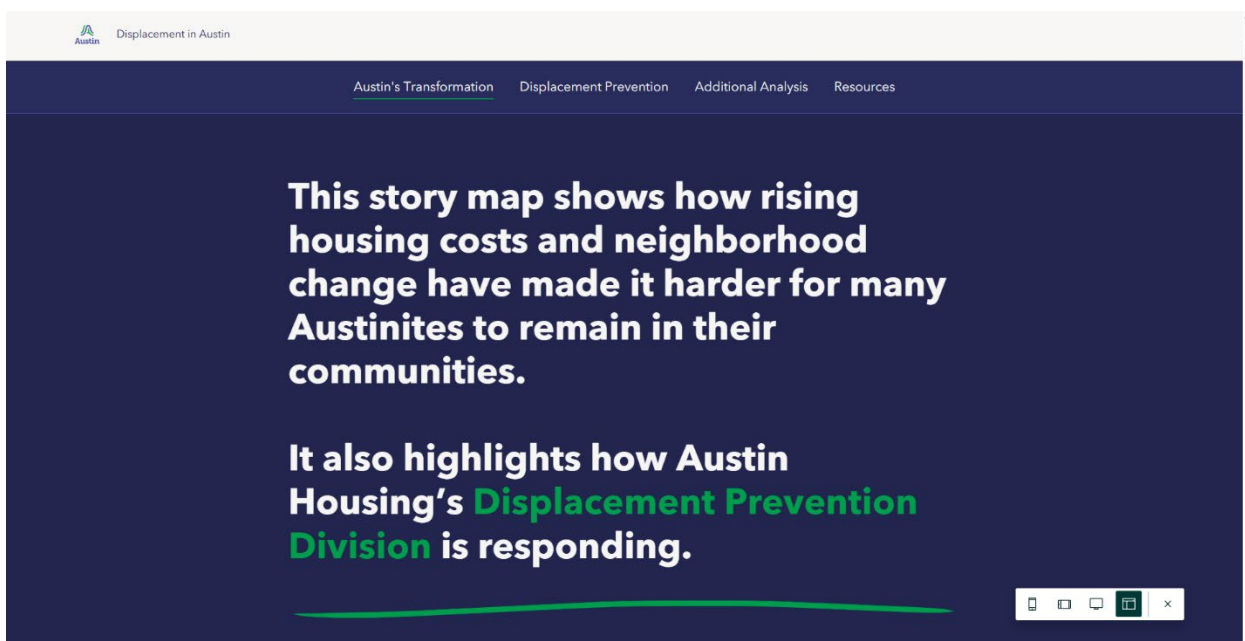 Austin
Displacement in Austin
Austin's Transformation
Displacement Prevention
Additional Analysis
Resources
This story map shows how rising
housing costs and neighborhood
change have made it harder for many
Austinites to remain in their
communities.
It also highlights how Austin
Housing’s Displacement Prevention
Division is responding.